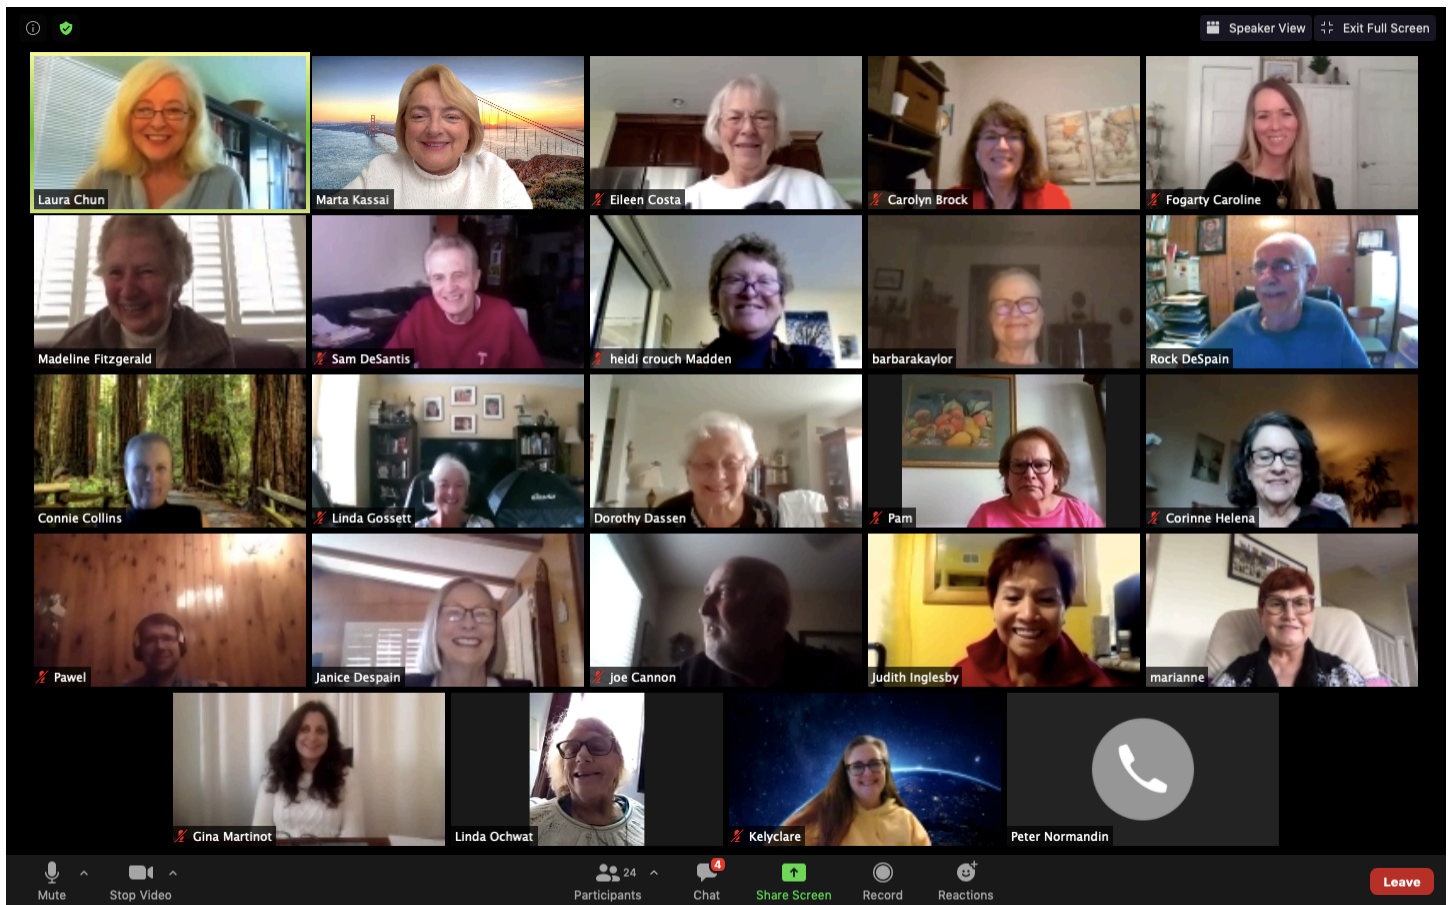 Speaker View
Exit Full Screen
Laura Chun
Marta Kassai
Eileen Costa
Carolyn Brock
Fogarty Caroline
Madeline Fitzgerald
Sam DeSantis
heidi crouch Madden
barbarakaylor
Rock DeSpain
Connie Collins
Linda Gossett
Dorothy Dassen
Pam
Corinne Helena
Pawel
Janice Despain
joe Cannon
Judith Inglesby
marianne
Gina Martinot
Linda Ochwat
Kelyclare
Peter Normandin
24
4
Mute
Stop Video
Participants
Chat
Share Screen
Record
Reactions
Leave